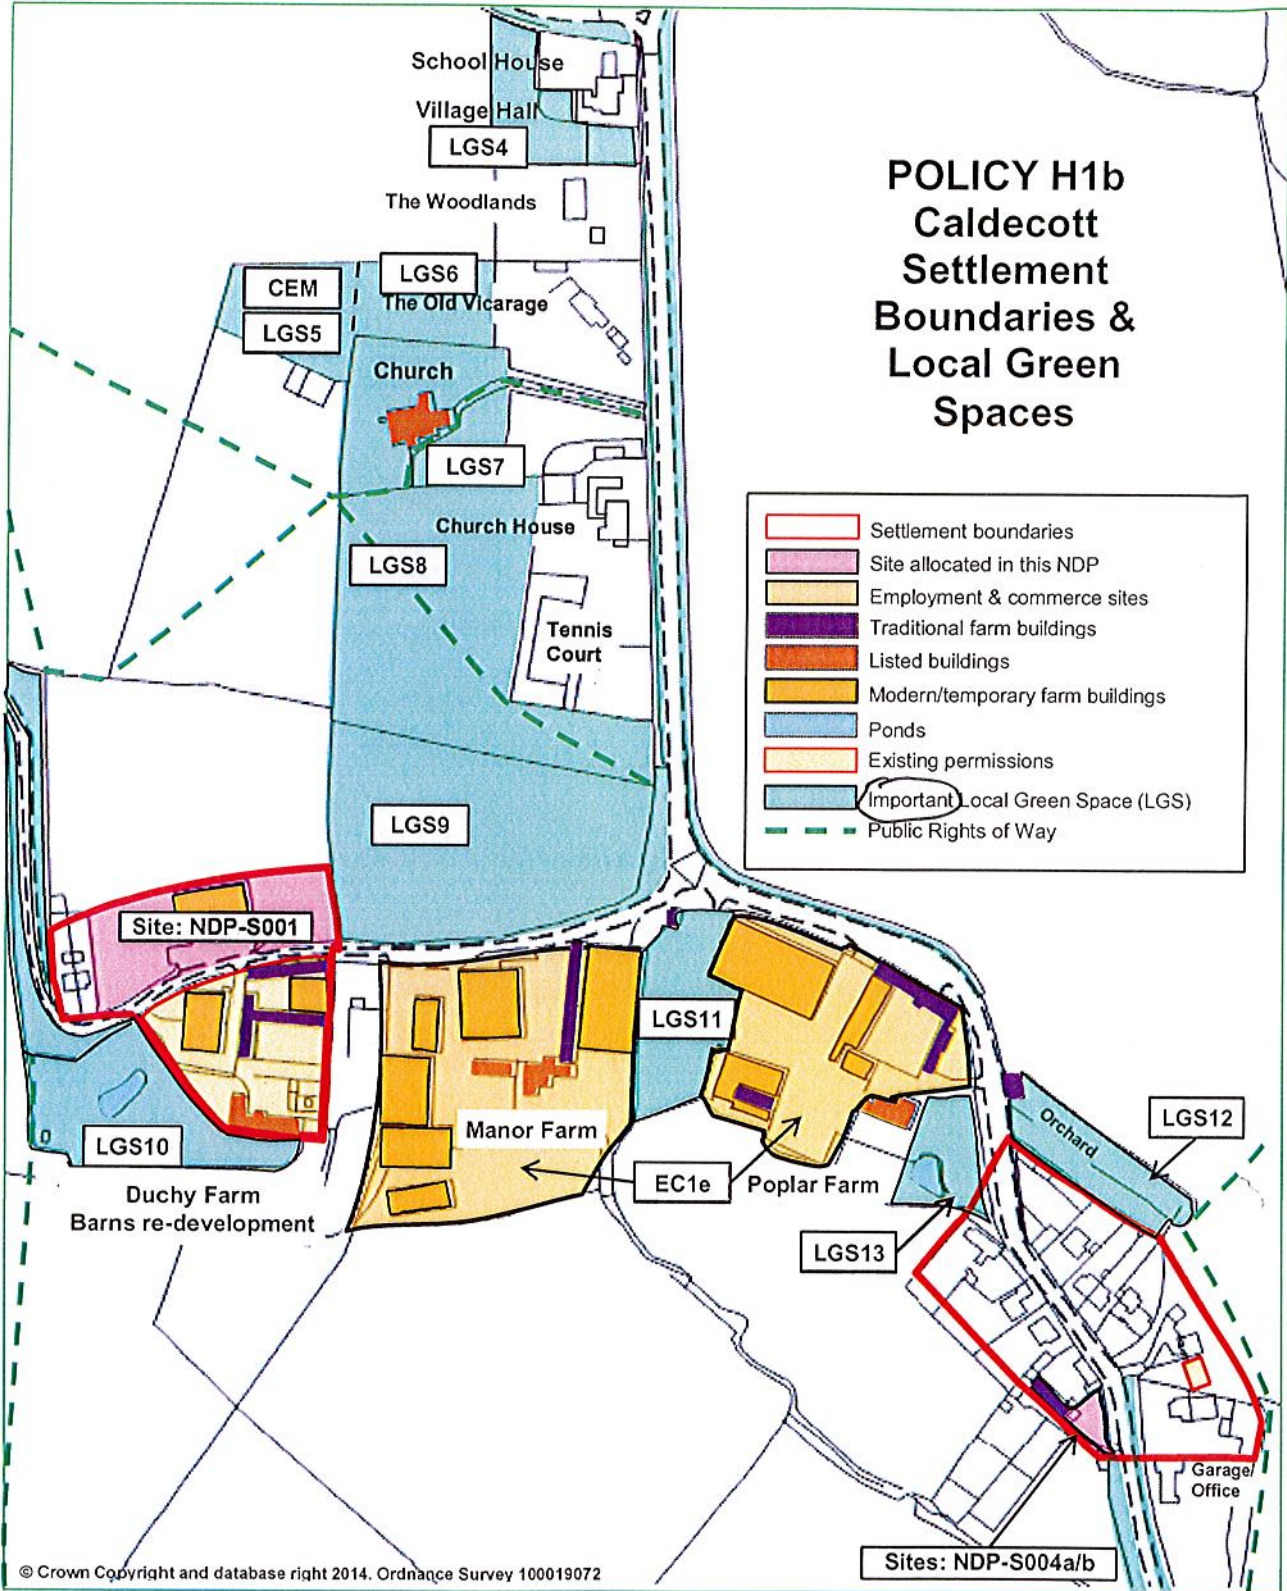 School House
Village Hall
LGS4
The Woodlands
POLICY H1b
Caldecott
Settlement
Boundaries &
Local Green
Spaces
CEM
LGS6
The Old Vicarage
LGS5
Church
LGS7
Church House
LGS8
Tennis
Court
Settlement boundaries
Site allocated in this NDP
Employment & commerce sites
Traditional farm buildings
Listed buildings
Modern/temporary farm buildings
Ponds
Existing permissions
Important Local Green Space (LGS)
Public Rights of Way
LGS9
Site: NDP-S001
LGS11
Manor Farm
LGS10
EC1e
Poplar Farm
Duchy Farm
Barns re-development
Orchard
LGS12
LGS13
Garage/
Office
Sites: NDP-S004a/b
© Crown Copyright and database right 2014. Ordnance Survey 100019072